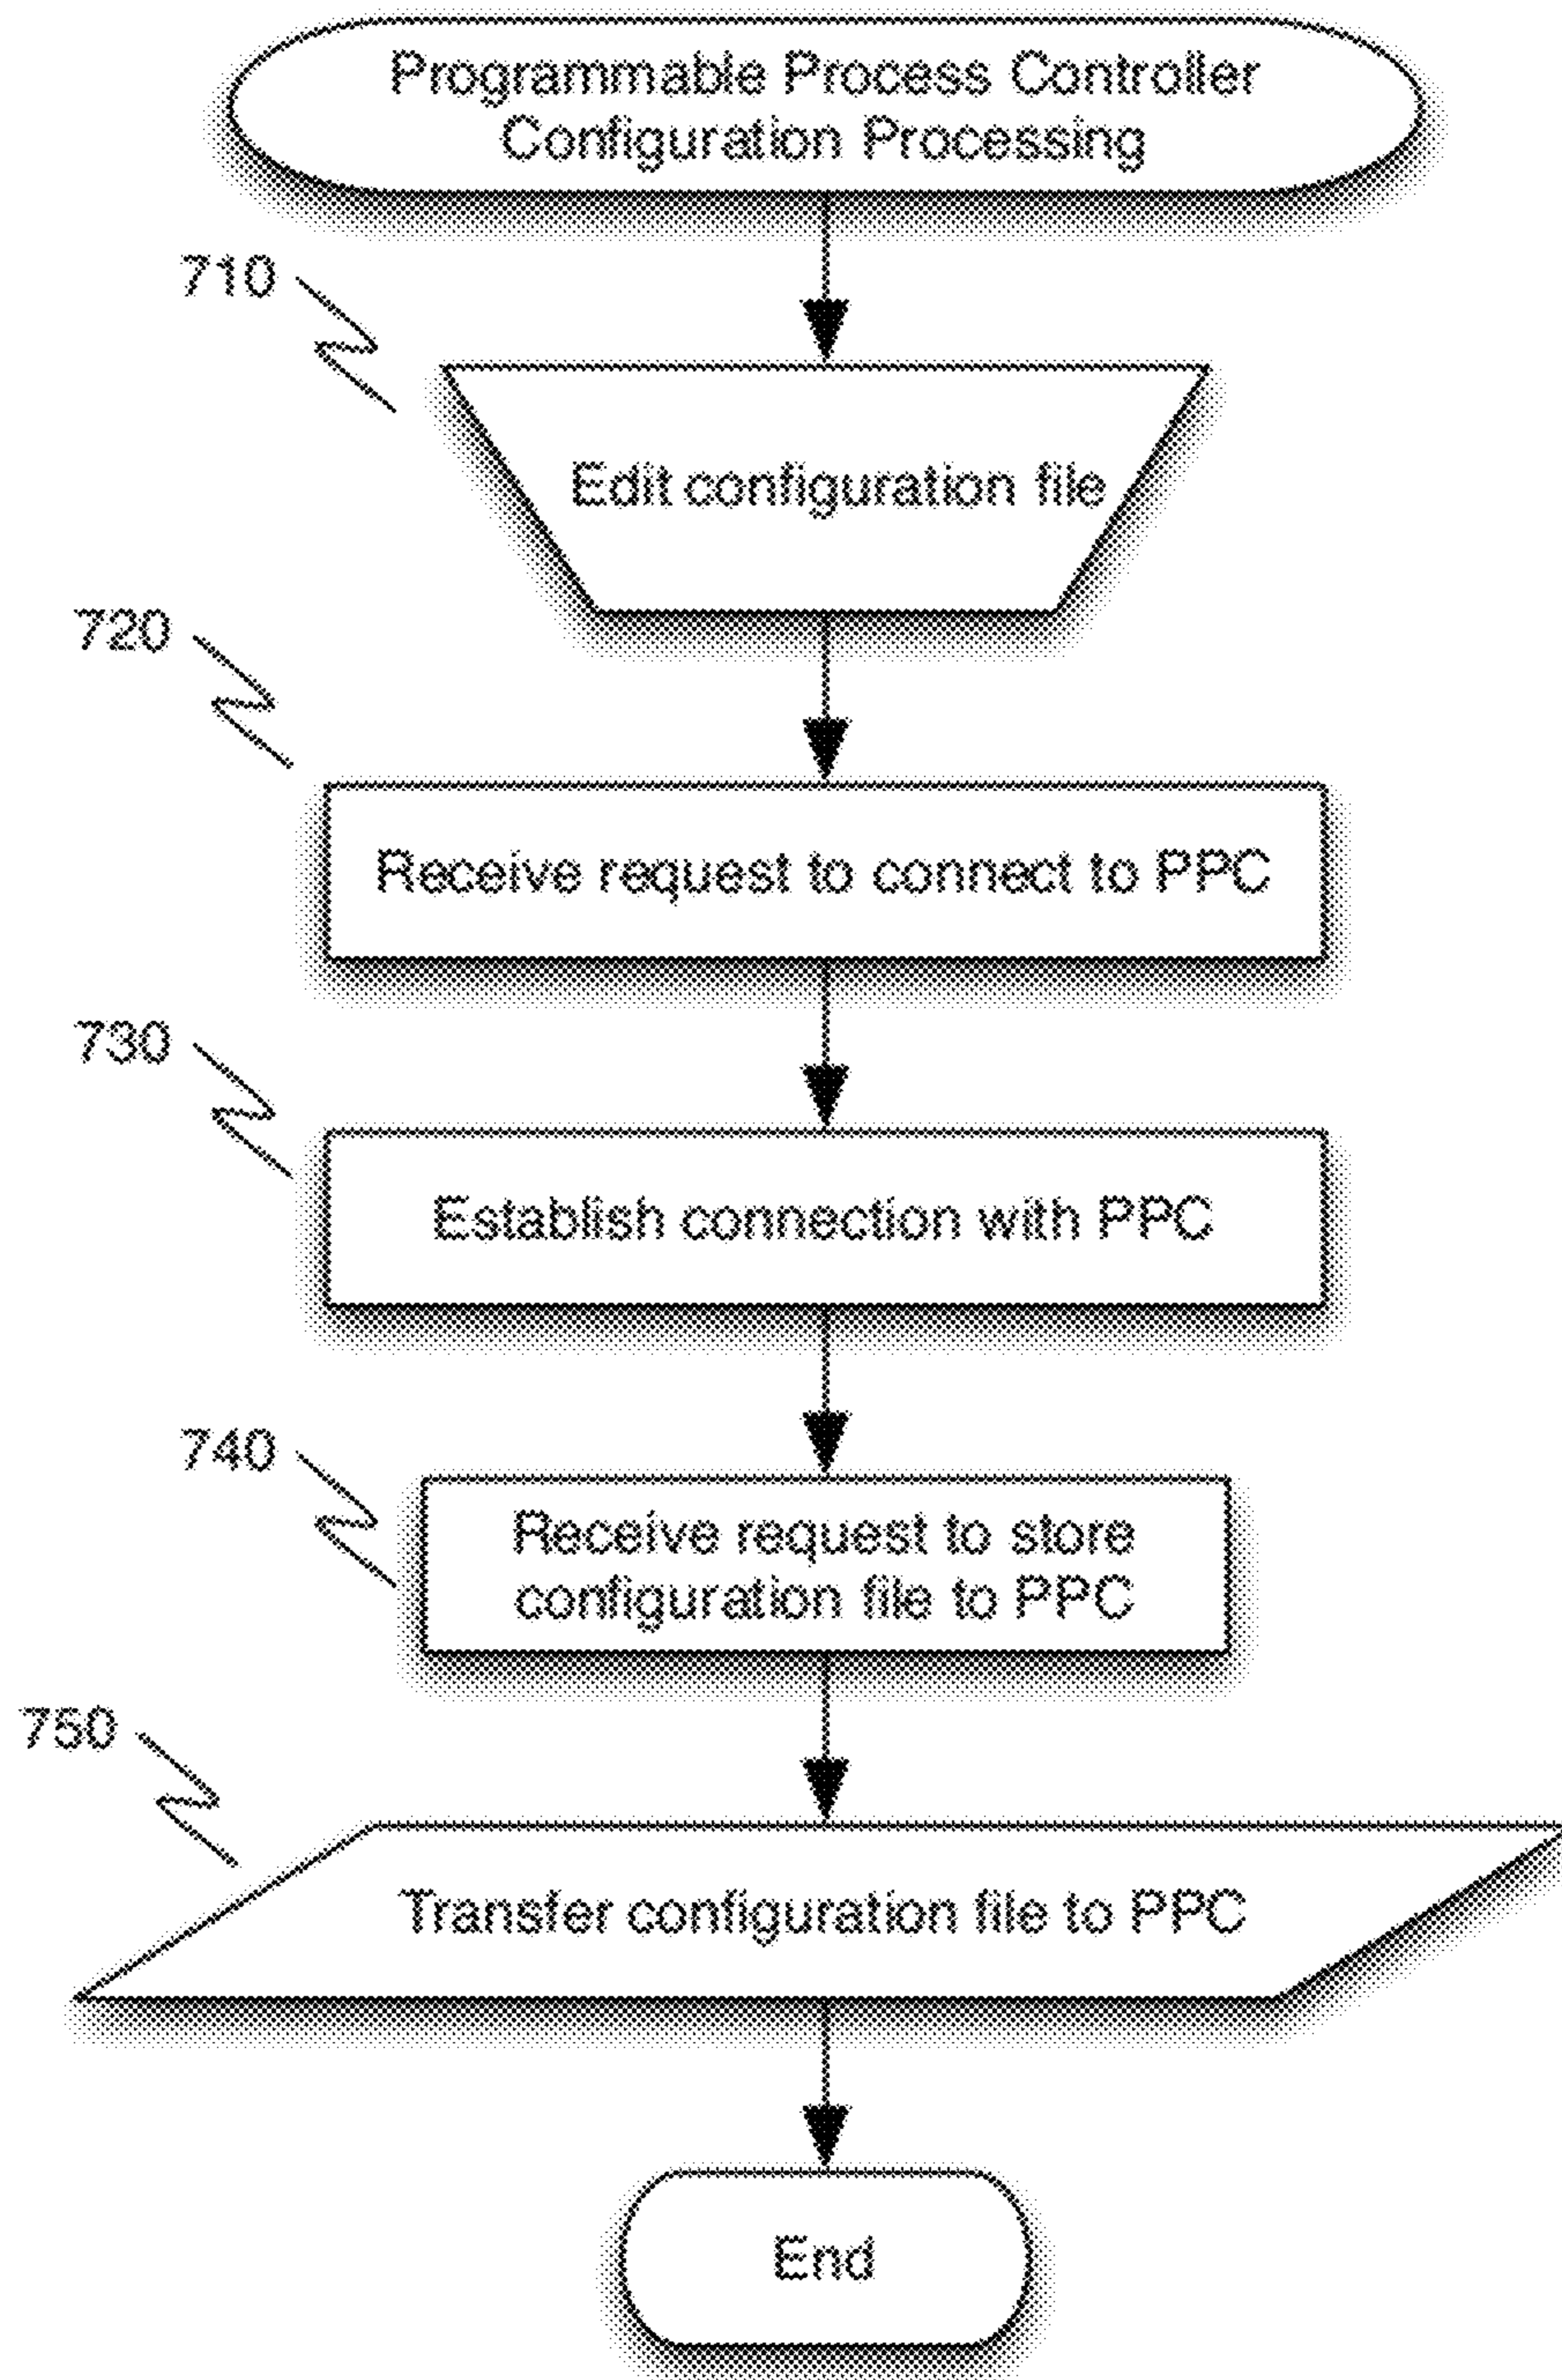 Programmable Process Controller
Configuration Processing
710
Edit configuration file
720
Receive request to connect to PPC
730
Establish connection with PPC
740
Receive request to store
configuration file to PPC
750
Transfer configuration file to PPC
End